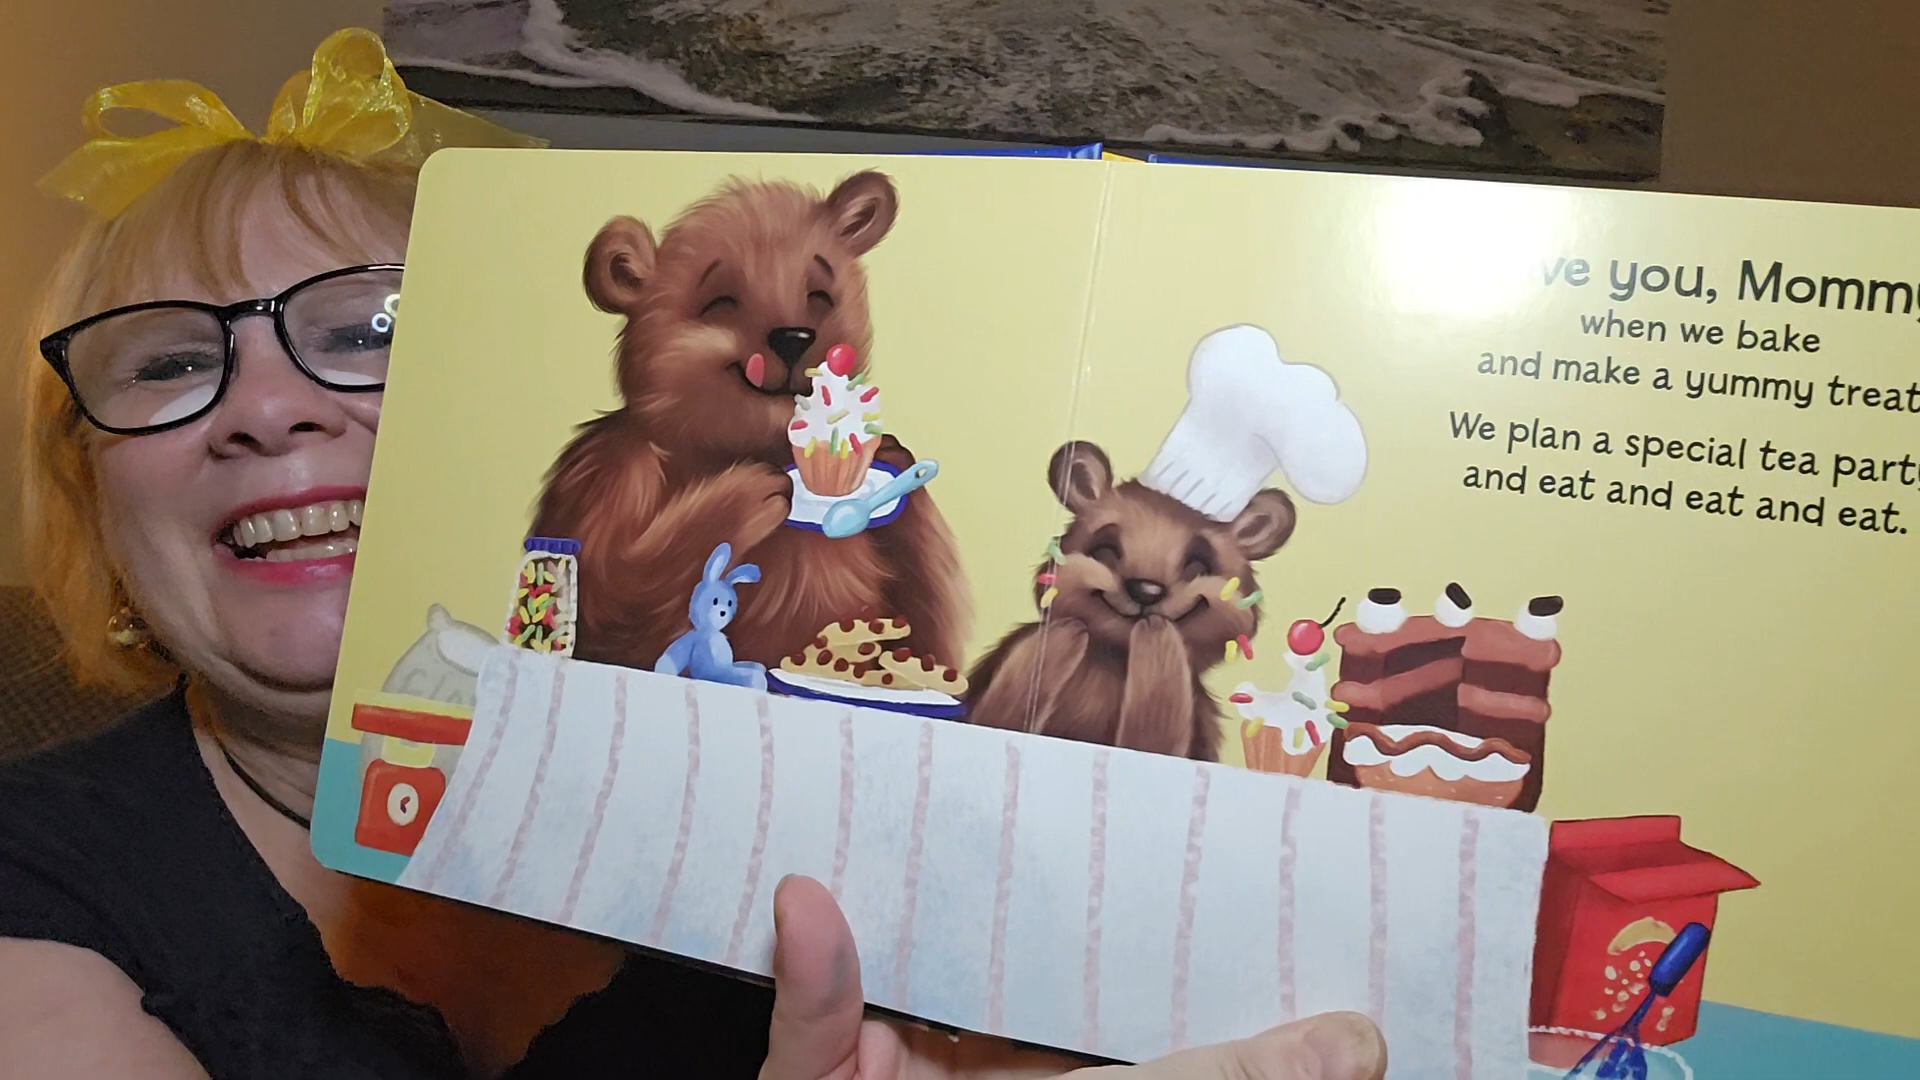 you, Mommy
when we bake
and make a yummy treat
We plan a special tea party
and eat and eat and eat.